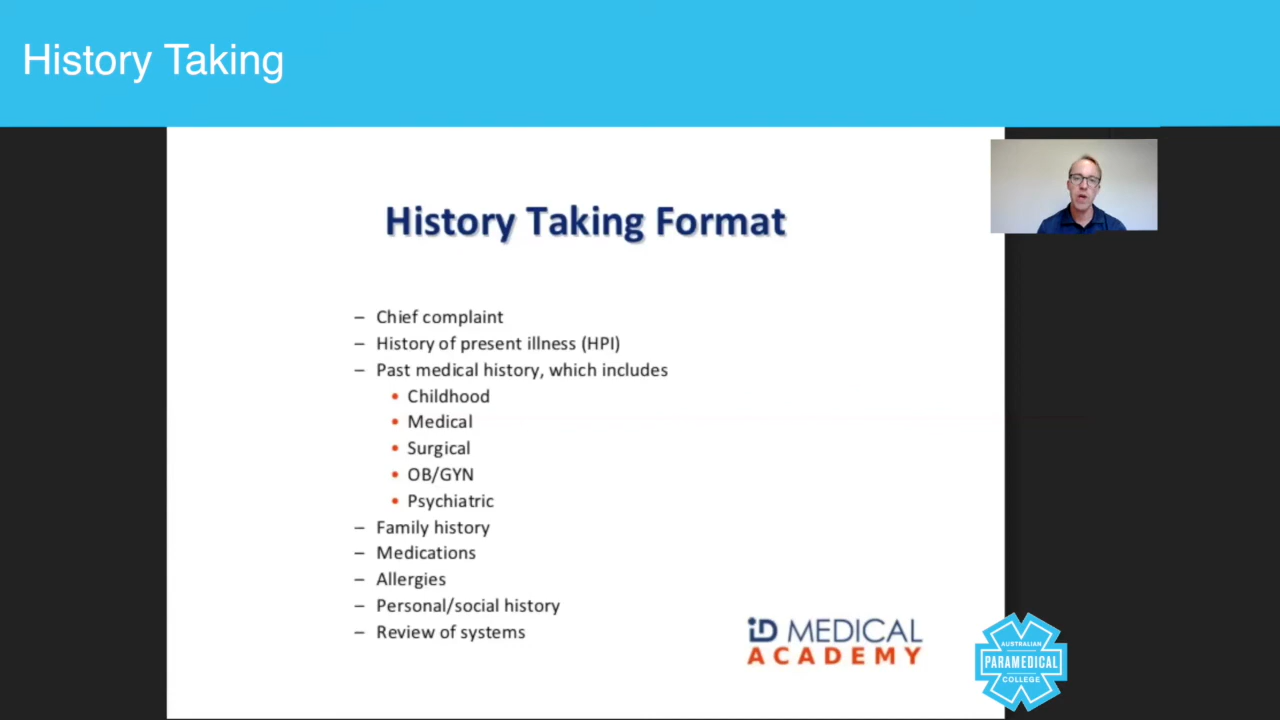 History Taking
History Taking Format
– Chief complaint
– History of present illness (HPI)
– Past medical history, which includes
• Childhood
• Medical
• Surgical
• OB/GYN
• Psychiatric
– Family history
– Medications
– Allergies
– Personal/social history
– Review of systems
iD MEDICAL
ACADEMY
AUSTRALIAN
PARAMEDICAL
COLLEGE